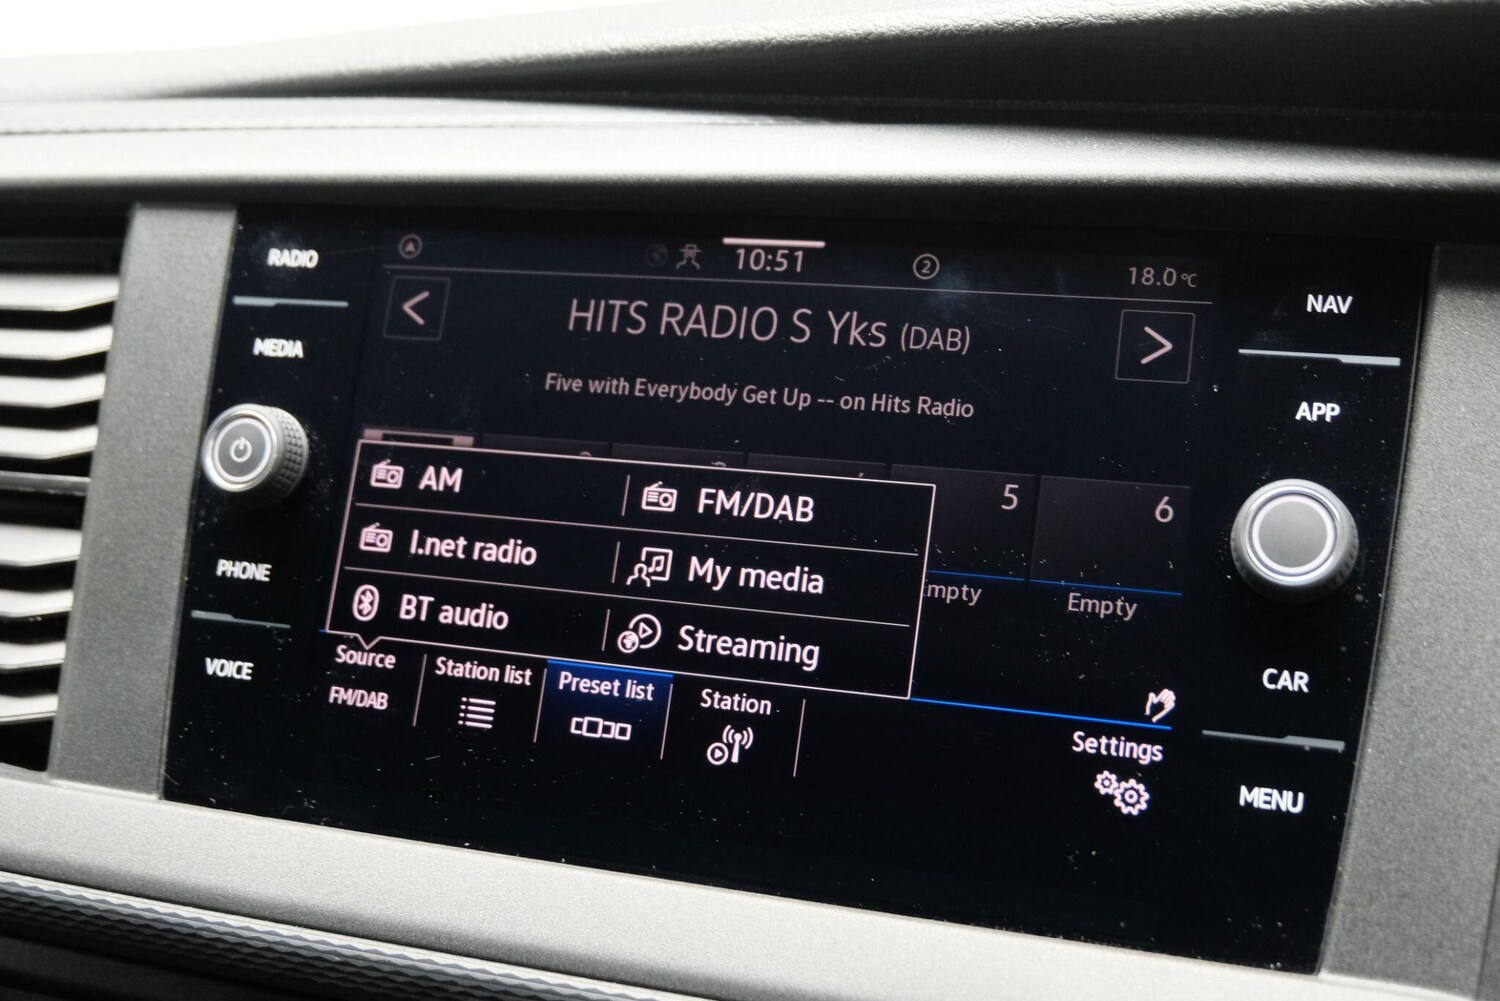 RADIO
MEDIA
PHONE
VOICE
10:51
2
18.0°C
HITS RADIO S Yks (DAB)
Five with Everybody Get Up -- on Hits Radio
AM
FM/DAB
I.net radio
My media
BT audio
Streaming
5
6
Empty
Source
FM/DAB
Station list
Preset list
Station
Settings
NAV
APP
CAR
MENU